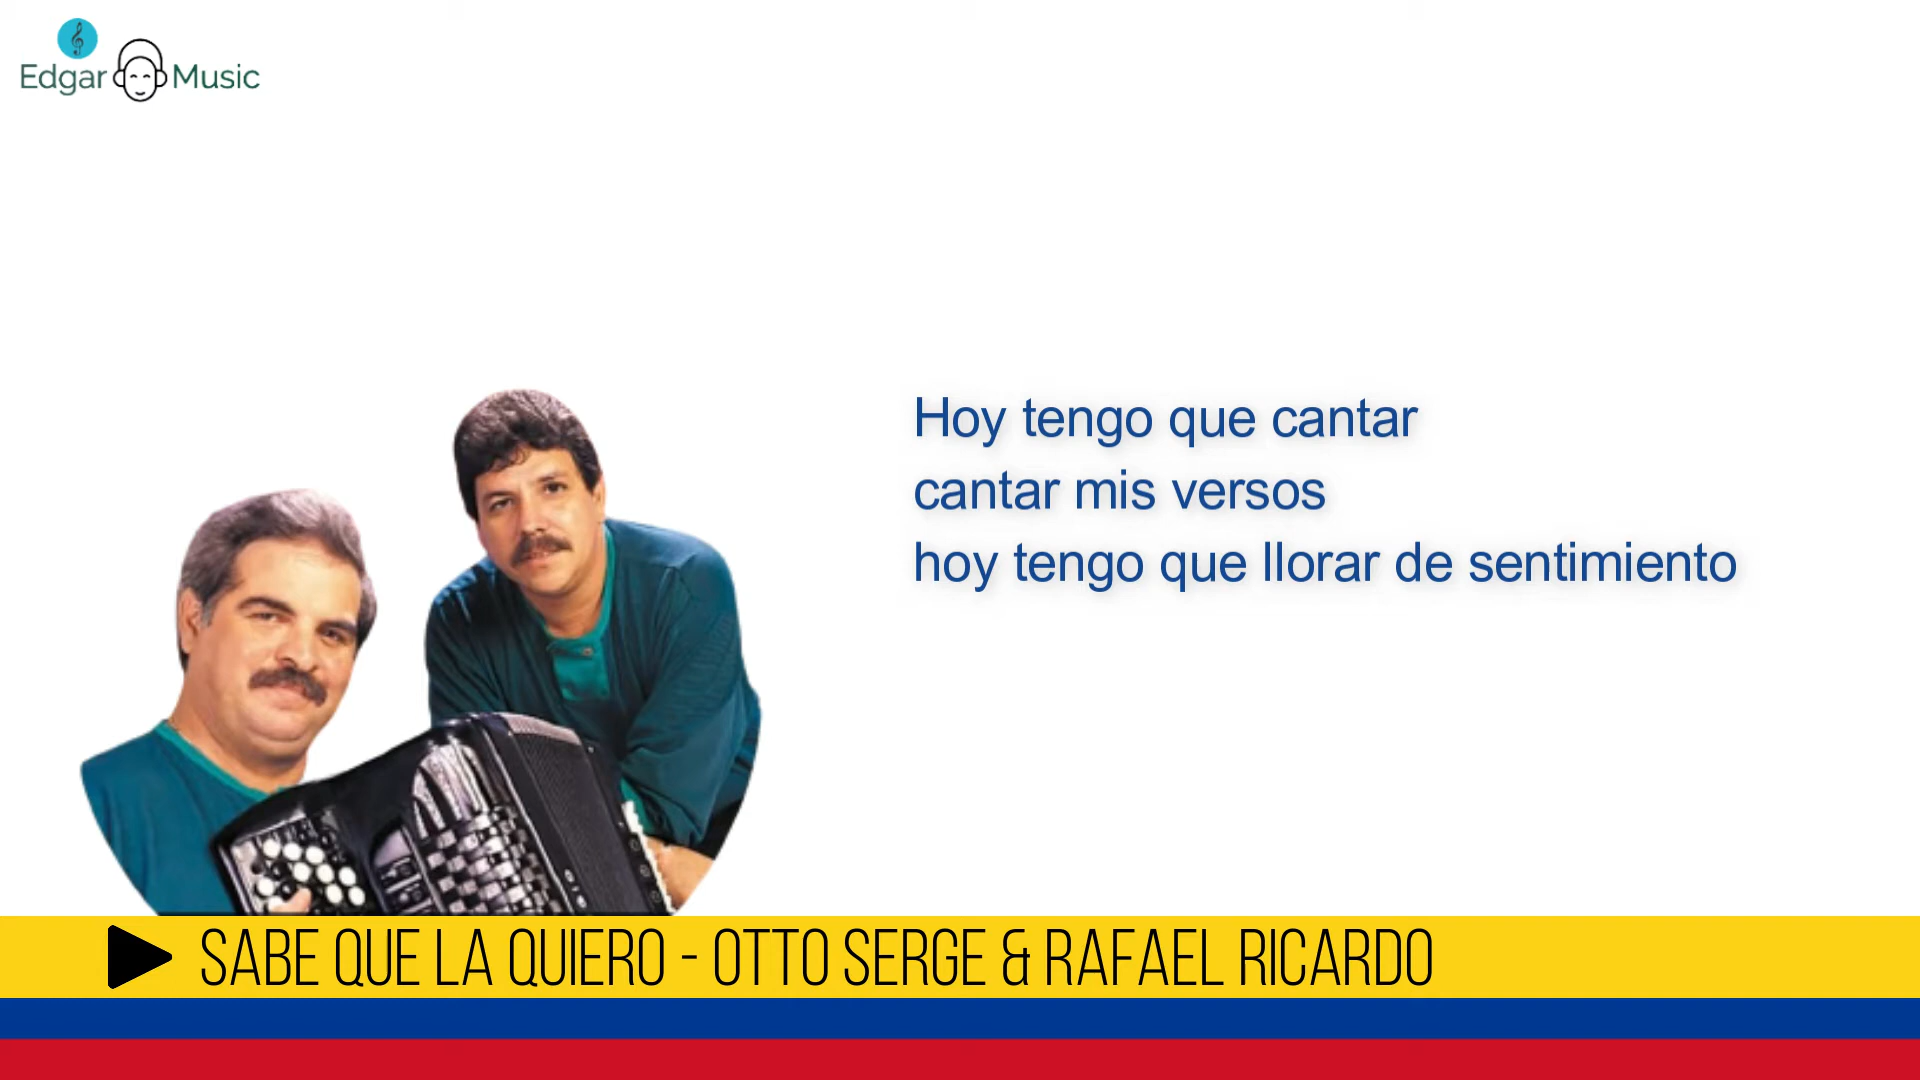 Edgar Music
Hoy tengo que cantar
cantar mis versos
hoy tengo que llorar de sentimiento
SABE QUE LA QUIERO - OTTO SERGE & RAFAEL RICARDO